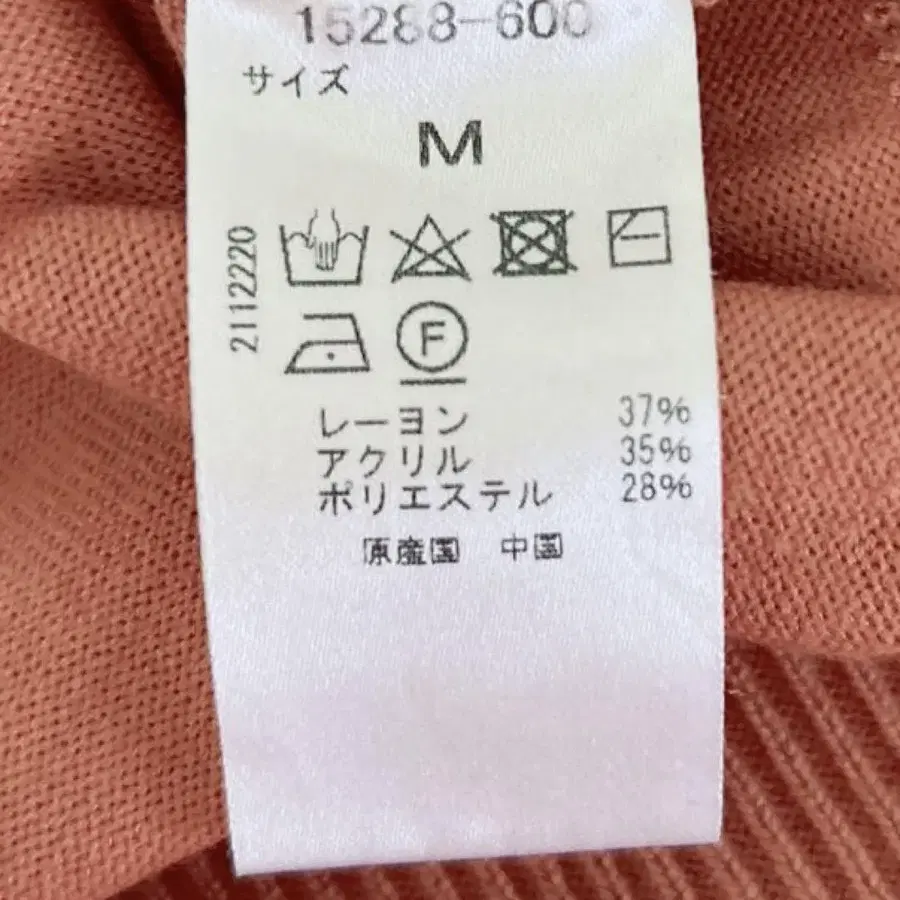 15288-600
サイズ
M
2112220
F
レーヨン 37%
アクリル 35%
ポリエステル 28%
原産国 中国